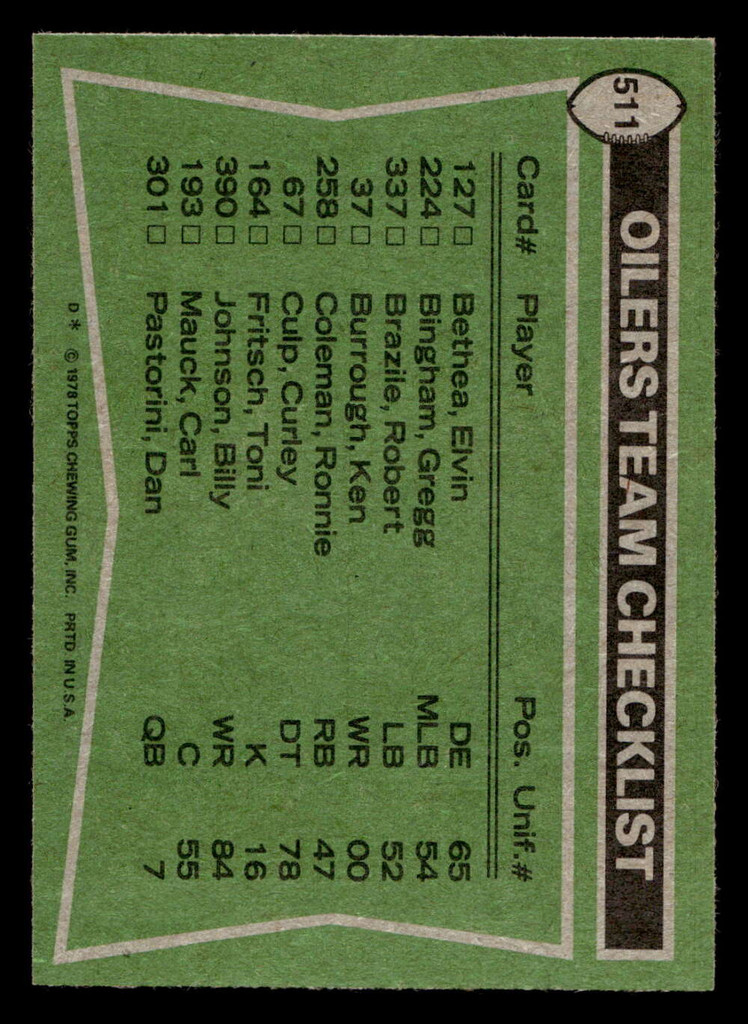 511
OILERS TEAM CHECKLIST
Card# Player Pos. Unif.#
127 □ Bethea, Elvin DE 65
224 □ Bingham, Gregg MLB 54
337 □ Brazile, Robert LB 52
37 □ Burrough, Ken WR 00
258 □ Coleman, Ronnie RB 47
67 □ Culp, Curley DT 78
164 □ Fritsch, Toni K 16
390 □ Johnson, Billy WR 84
193 □ Mauck, Carl C 55
301 □ Pastorini, Dan QB 7
D * © 1978 TOPPS CHEWING GUM, INC. PRTD. IN U.S.A.